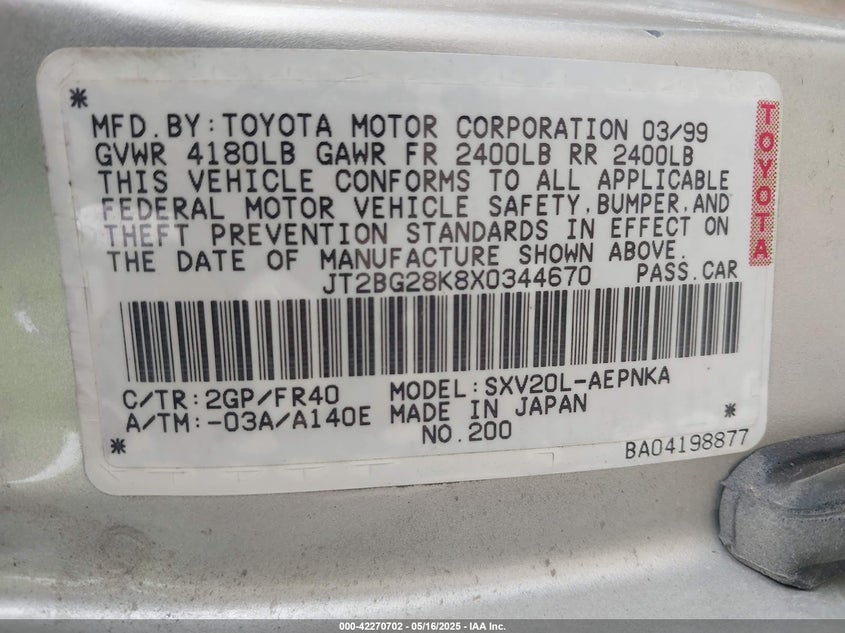 *
MFD.BY:TOYOTA MOTOR CORPORATION 03/99
GVWR 4180LB GAWR FR 2400LB RR 2400LB
THIS VEHICLE CONFORMS TO ALL APPLICABLE
FEDERAL MOTOR VEHICLE SAFETY,BUMPER,AND
THEFT PREVENTION STANDARDS IN EFFECT ON
THE DATE OF MANUFACTURE SHOWN ABOVE.
JT2BG28K8X0344670 PASS.CAR
TOYOTA
C/TR:2GP/FR40 MODEL:SXV20L-AEPNKA
A/TM:-03A/A140E MADE IN JAPAN *
* NO.200 BA04198877
000-42270702 - 05/16/2025 - IAA Inc.